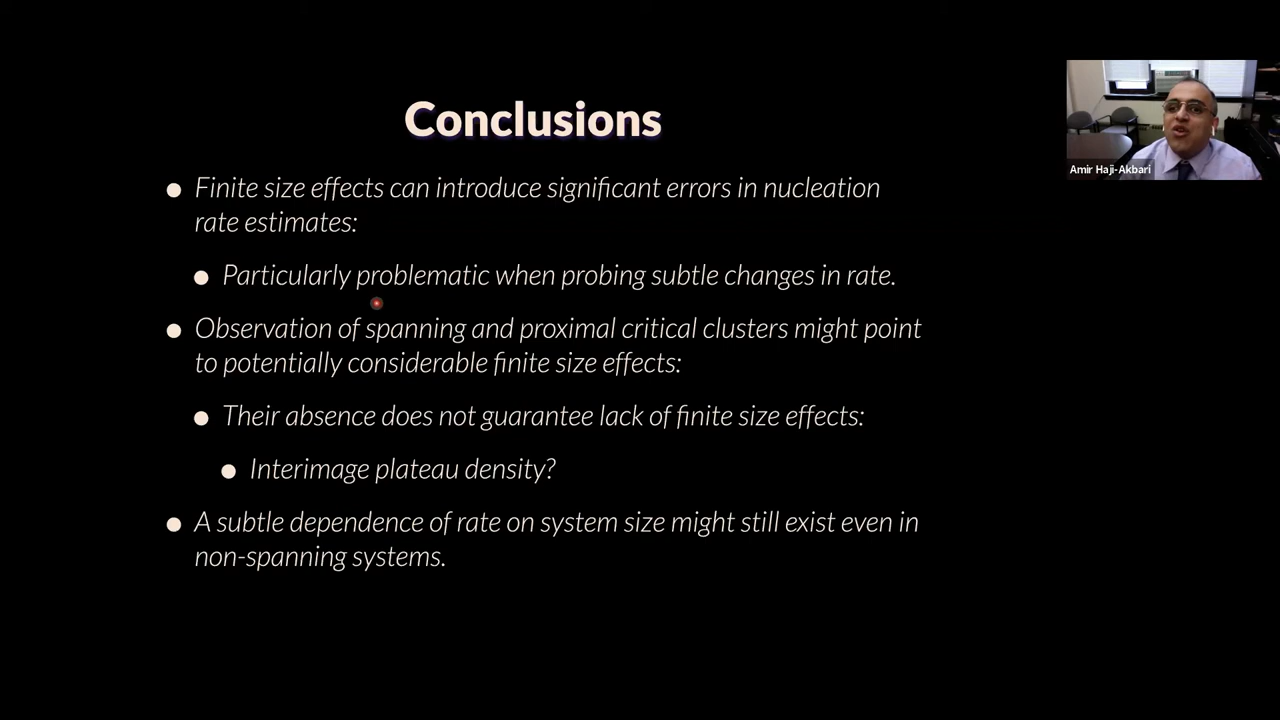 Conclusions
Amir Haji-Akbari
● Finite size effects can introduce significant errors in nucleation
rate estimates:
● Particularly problematic when probing subtle changes in rate.
● Observation of spanning and proximal critical clusters might point
to potentially considerable finite size effects:
● Their absence does not guarantee lack of finite size effects:
● Interimage plateau density?
● A subtle dependence of rate on system size might still exist even in
non-spanning systems.